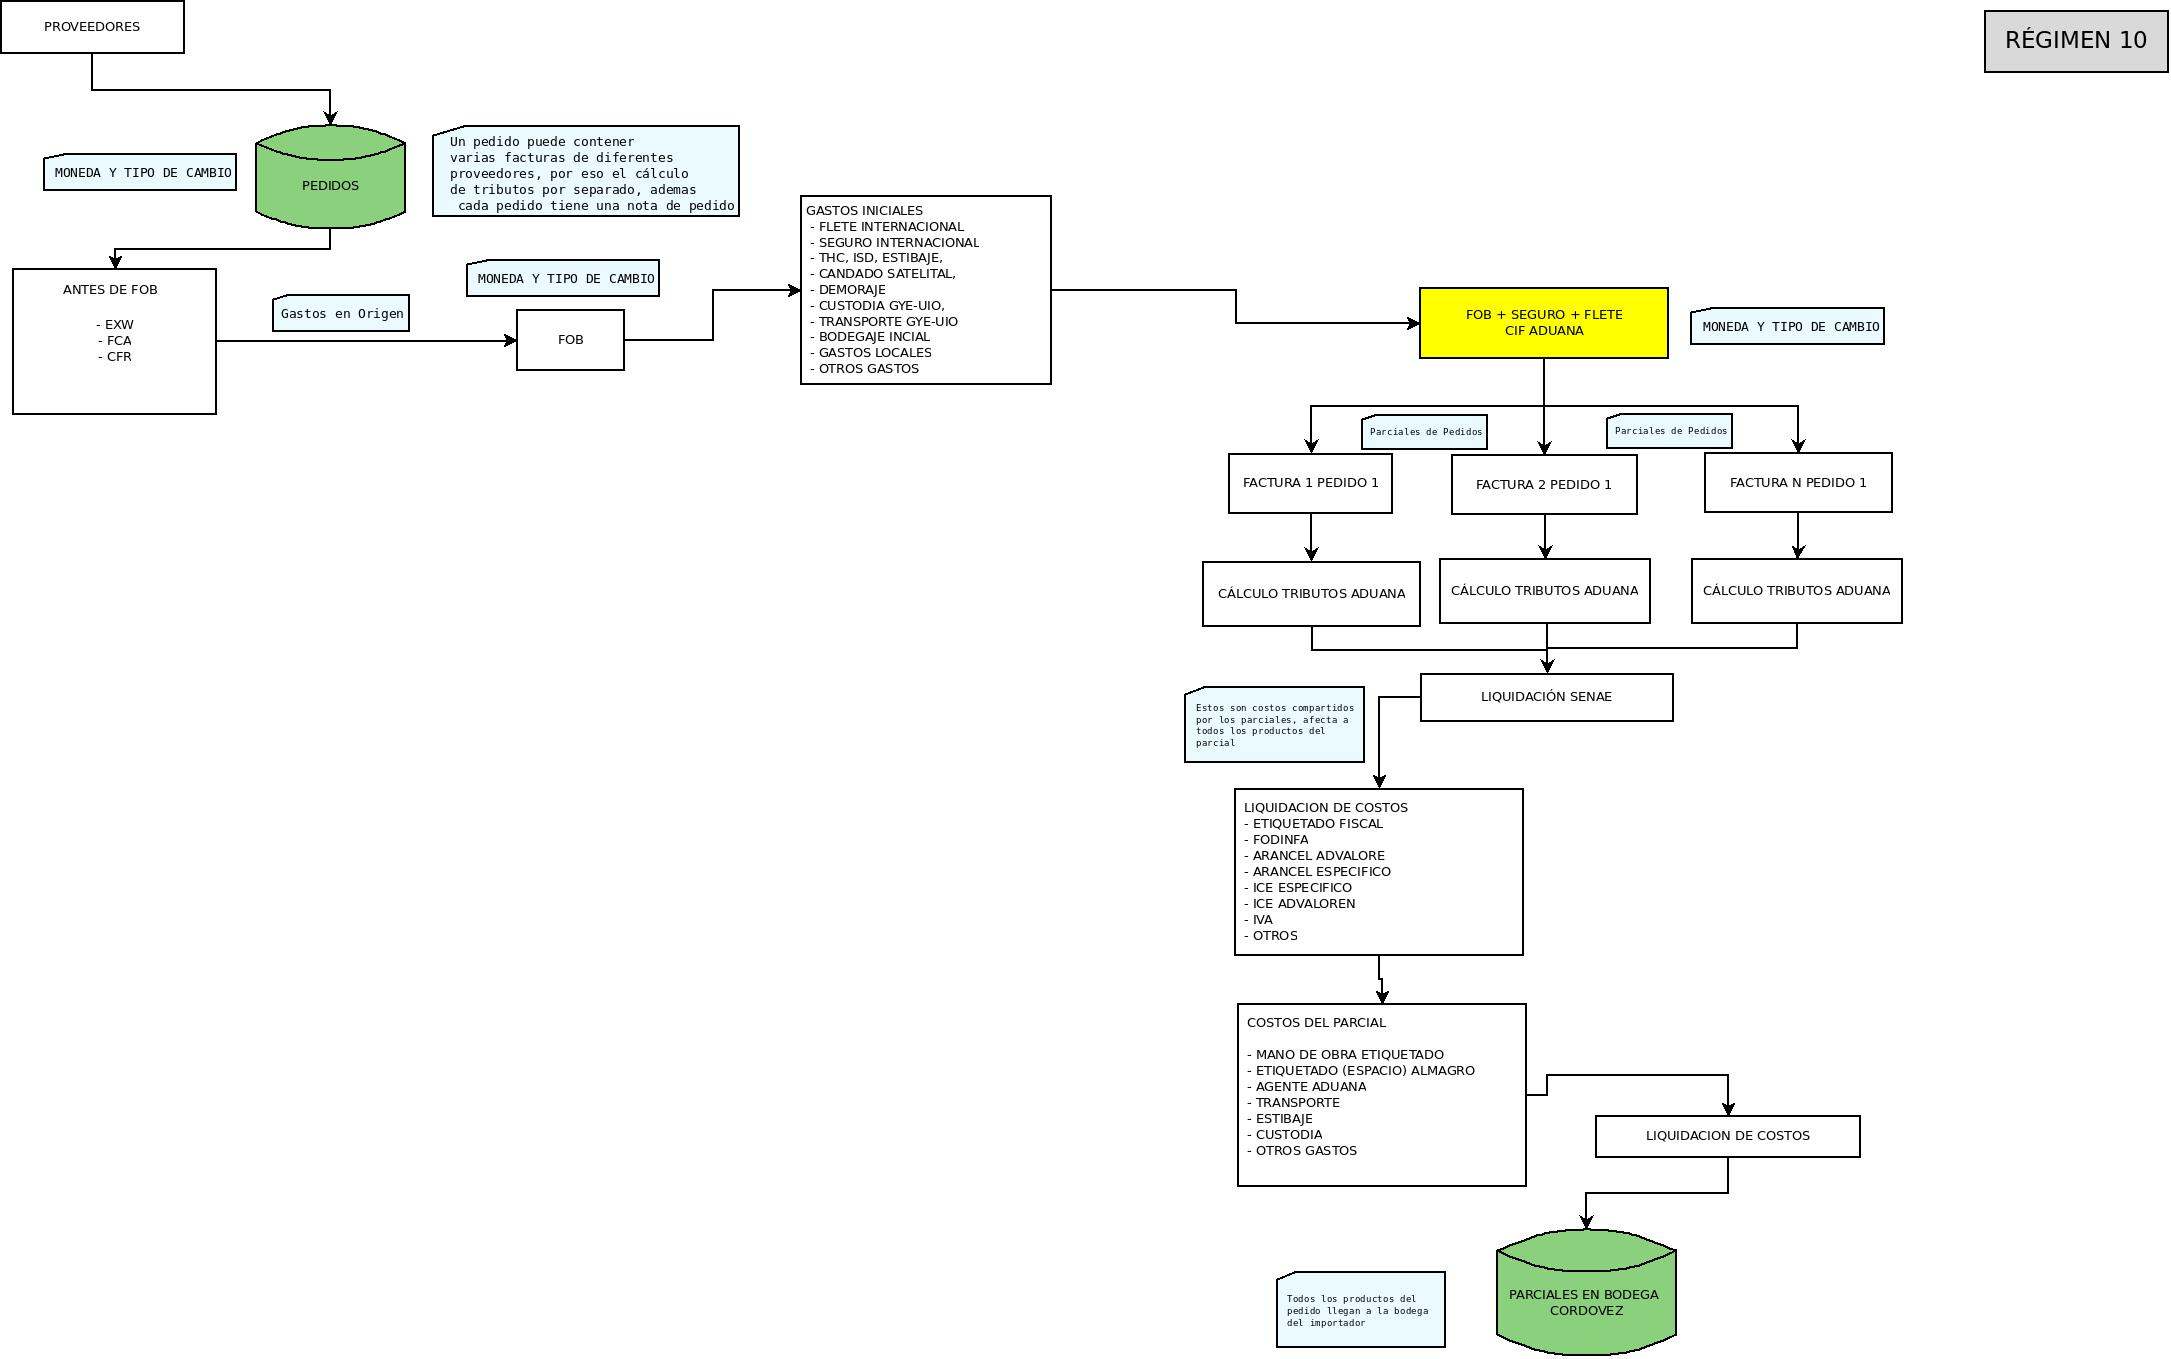 PROVEEDORES
RÉGIMEN 10
MONEDA Y TIPO DE CAMBIO
PEDIDOS
Un pedido puede contener
varias facturas de diferentes
proveedores, por eso el cálculo
de tributos por separado, ademas
cada pedido tiene una nota de pedido
ANTES DE FOB
- EXW
- FCA
- CFR
Gastos en Origen
MONEDA Y TIPO DE CAMBIO
FOB
GASTOS INICIALES
- FLETE INTERNACIONAL
- SEGURO INTERNACIONAL
- THC, ISD, ESTIBAJE,
- CANDADO SATELITAL,
- DEMORAJE
- CUSTODIA GYE-UIO,
- TRANSPORTE GYE-UIO
- BODEGAJE INCIAL
- GASTOS LOCALES
- OTROS GASTOS
FOB + SEGURO + FLETE
CIF ADUANA
MONEDA Y TIPO DE CAMBIO
Parciales de Pedidos
Parciales de Pedidos
FACTURA 1 PEDIDO 1
FACTURA 2 PEDIDO 1
FACTURA N PEDIDO 1
CÁLCULO TRIBUTOS ADUANA
CÁLCULO TRIBUTOS ADUANA
CÁLCULO TRIBUTOS ADUANA
LIQUIDACIÓN SENAE
Estos son costos compartidos
por los parciales, afecta a
todos los productos del
parcial
LIQUIDACION DE COSTOS
- ETIQUETADO FISCAL
- FODINFA
- ARANCEL ADVALORE
- ARANCEL ESPECIFICO
- ICE ESPECIFICO
- ICE ADVALOREN
- IVA
- OTROS
COSTOS DEL PARCIAL
- MANO DE OBRA ETIQUETADO
- ETIQUETADO (ESPACIO) ALMAGRO
- AGENTE ADUANA
- TRANSPORTE
- ESTIBAJE
- CUSTODIA
- OTROS GASTOS
LIQUIDACION DE COSTOS
PARCIALES EN BODEGA
CORDOVEZ
Todos los productos del
pedido llegan a la bodega
del importador